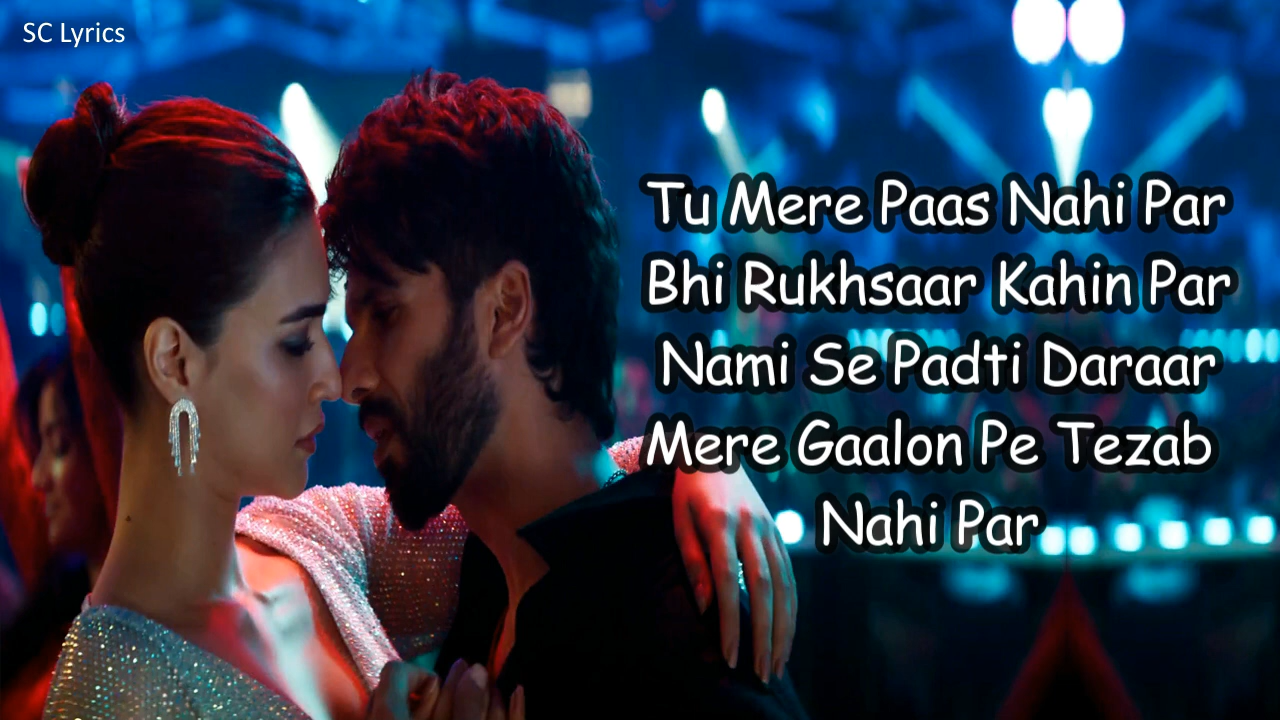 SC Lyrics
Tu Mere Paas Nahi Par
Bhi Rukhsaar Kahin Par
Nami Se Padti Daraar
Mere Gaalon Pe Tezab
Nahi Par